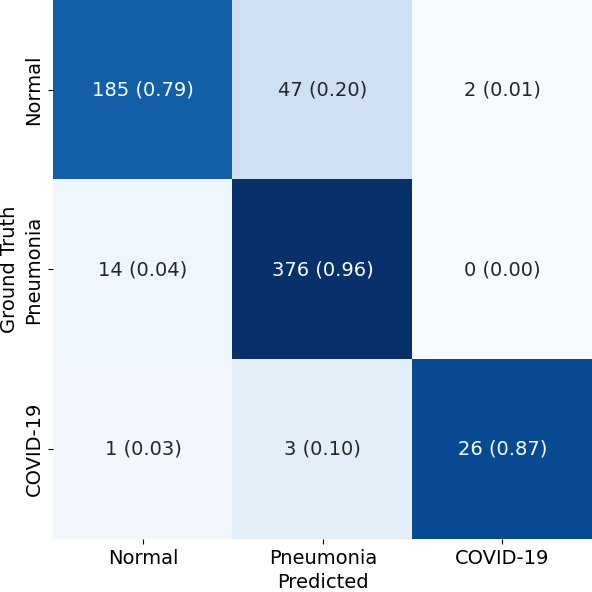 Ground Truth
Normal
185 (0.79)
47 (0.20)
2 (0.01)
Pneumonia
14 (0.04)
376 (0.96)
0 (0.00)
COVID-19
1 (0.03)
3 (0.10)
26 (0.87)
Normal
Pneumonia
COVID-19
Predicted